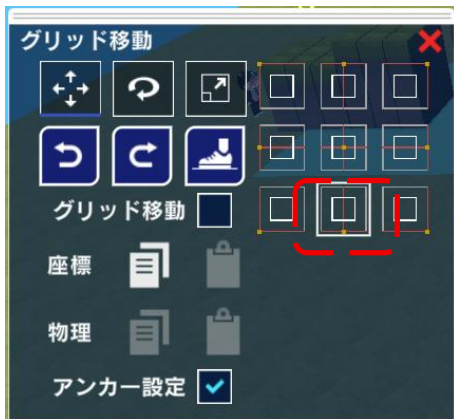 グリッド移動
グリッド移動
座標
物理
アンカー設定